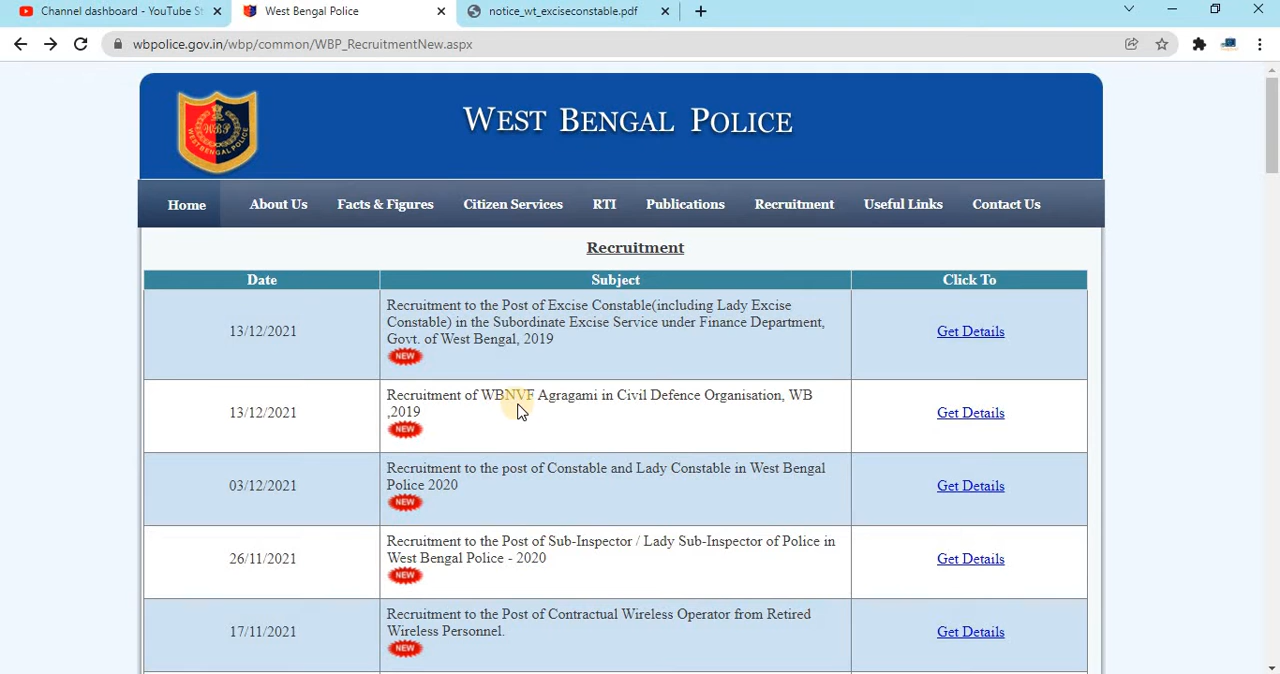 Channel dashboard - YouTube S
West Bengal Police
notice_wt_exciseconstable.pdf
wbpolice.gov.in/wbp/common/WBP_RecruitmentNew.aspx
WBP
WEST BENGAL POLICE
WEST BENGAL POLICE
Home About Us Facts & Figures Citizen Services RTI Publications Recruitment Useful Links Contact Us
Recruitment
Date Subject Click To
13/12/2021
Recruitment to the Post of Excise Constable(including Lady Excise
Constable) in the Subordinate Excise Service under Finance Department,
Govt. of West Bengal, 2019
NEW
Get Details
13/12/2021
Recruitment of WBNVF Agragami in Civil Defence Organisation, WB
,2019
NEW
Get Details
03/12/2021
Recruitment to the post of Constable and Lady Constable in West Bengal
Police 2020
NEW
Get Details
26/11/2021
Recruitment to the Post of Sub-Inspector / Lady Sub-Inspector of Police in
West Bengal Police - 2020
NEW
Get Details
17/11/2021
Recruitment to the Post of Contractual Wireless Operator from Retired
Wireless Personnel.
NEW
Get Details